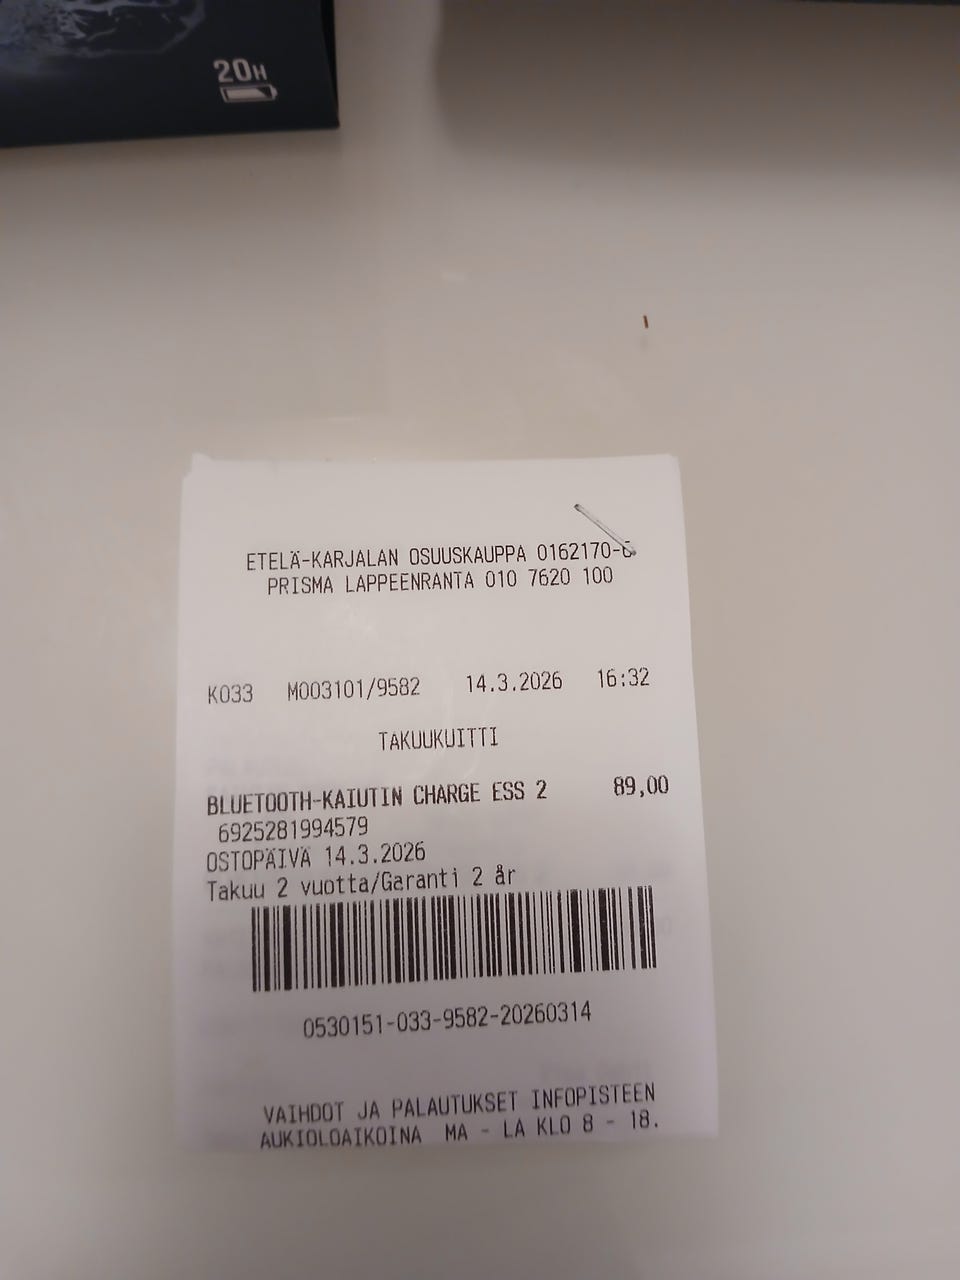 20H
ETELÄ-KARJALAN OSUUSKAUPPA 0162170-
PRISMA LAPPEENRANTA 010 7620 100
K033 M003101/9582 14.3.2026 16:32
TAKUUKUITTI
BLUETOOTH-KAIUTIN CHARGE ESS 2 89,00
6925281994579
OSTOPÄIVÄ 14.3.2026
Takuu 2 vuotta/Garanti 2 år
0530151-033-9582-20260314
VAIHDOT JA PALAUTUKSET INFOPISTEEN
AUKIOLOAIKOINA MA - LA KLO 8 - 18.